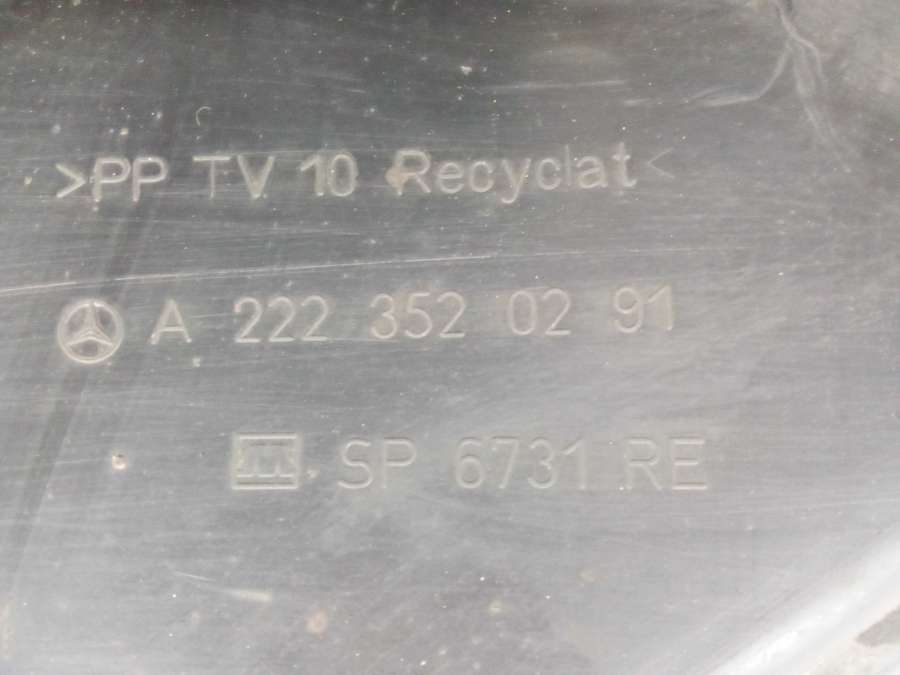 >PP TV 10 Recyclat<
A 222 352 02 91
SP 6731 RE